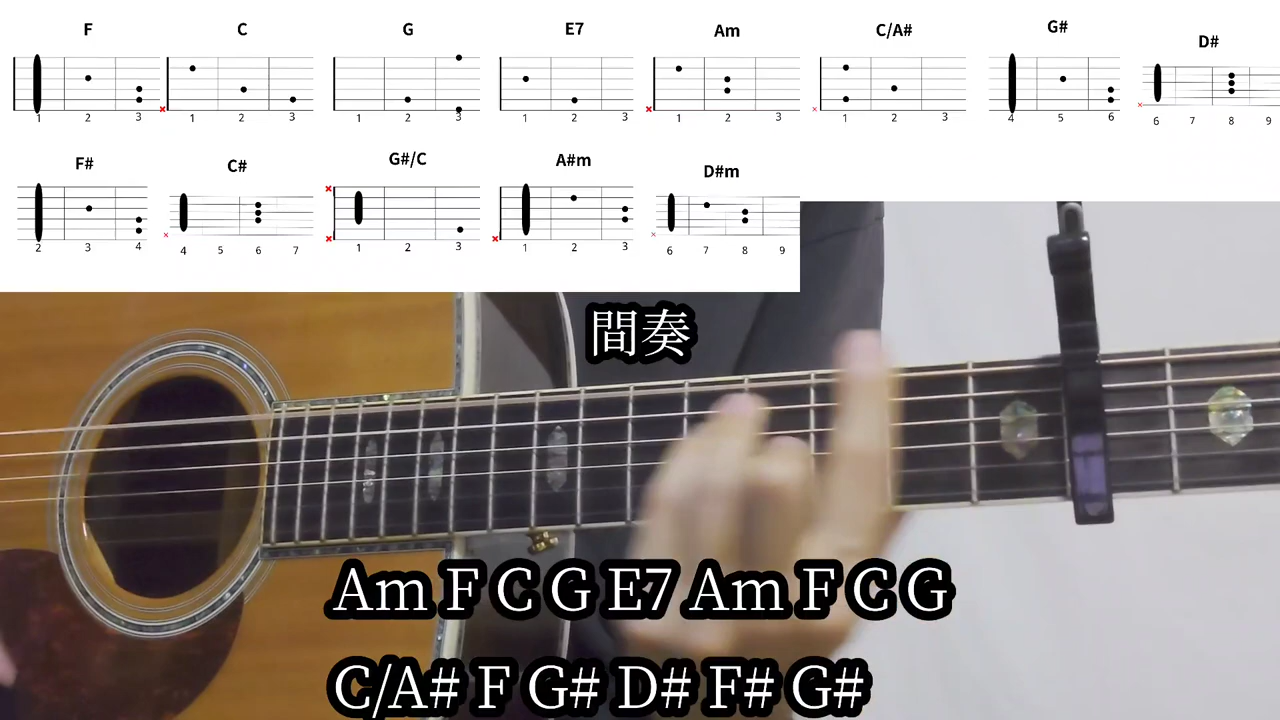 F C G E7 Am C/A# G# D#
1 2 3 1 2 3 1 2 3 1 2 3 1 2 3 1 2 3 4 5 6 6 7 8 9
F# C# G#/C A#m D#m
2 3 4 4 5 6 7 1 2 3 1 2 3 6 7 8 9
間奏
Am F C G E7 Am F C G
C/A# F G# D# F# G#